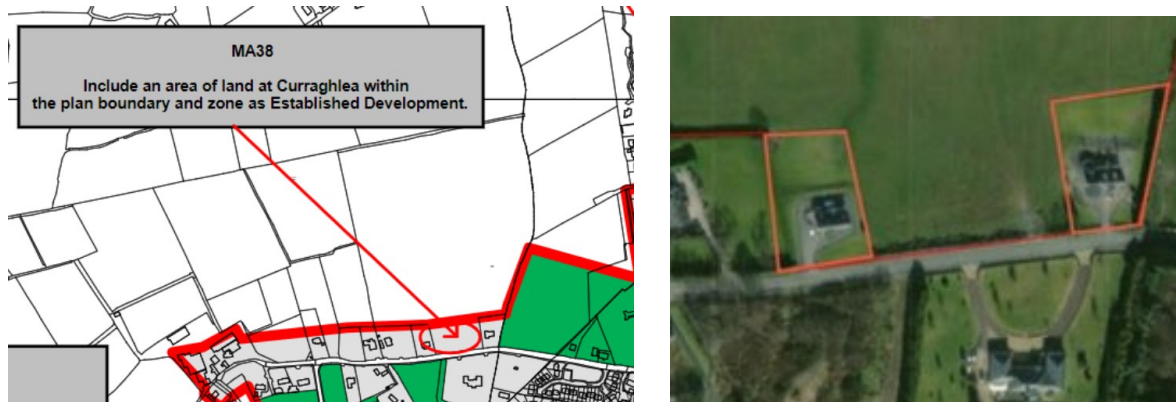 MA38
Include an area of land at Curraghlea within
the plan boundary and zone as Established Development.